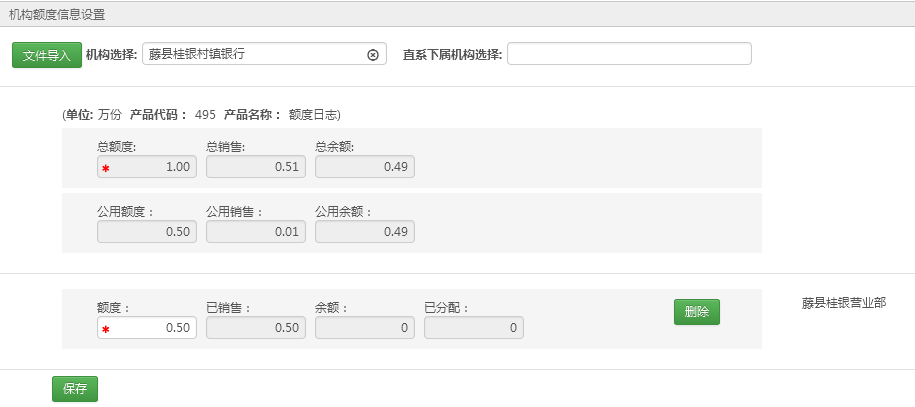 机构额度信息设置
文件导入 机构选择: 藤县桂银村镇银行 直系下属机构选择:
(单位: 万份 产品代码： 495 产品名称： 额度日志)
总额度: 总销售: 总余额:
* 1.00 0.51 0.49
公用额度： 公用销售： 公用余额：
0.50 0.01 0.49
额度： 已销售： 余额： 已分配： 删除 藤县桂银营业部
* 0.50 0.50 0 0
保存